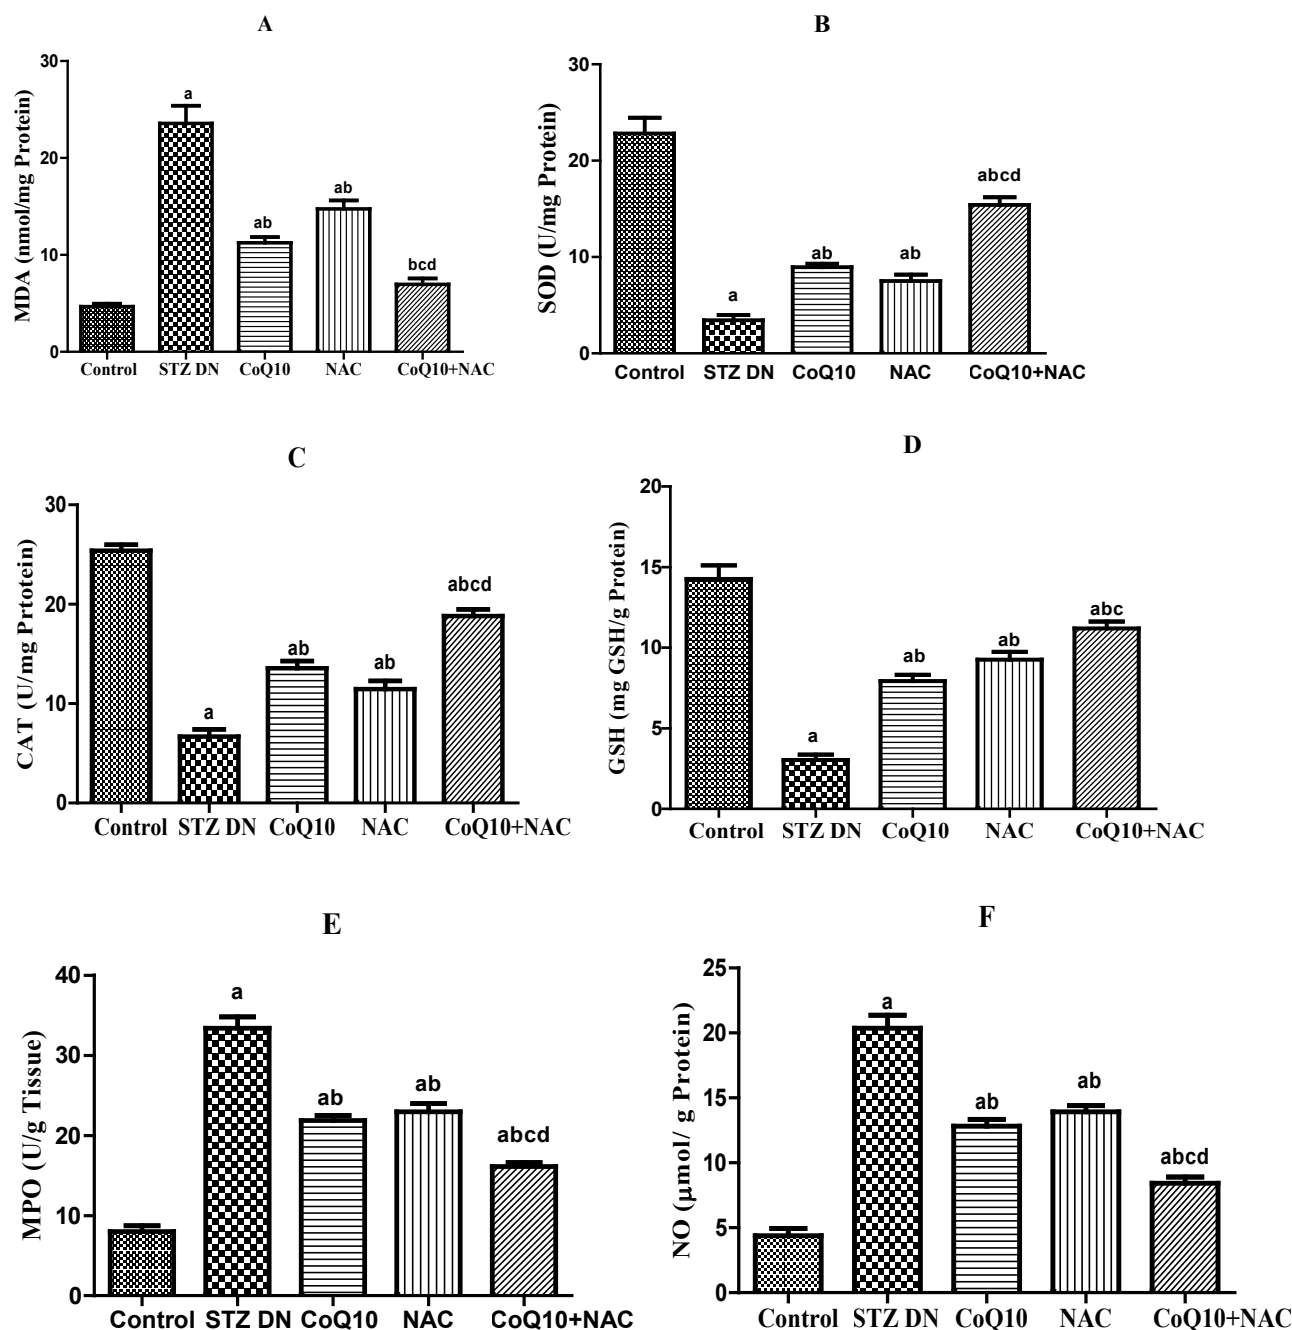 A
MDA (nmol/mg Protein)
30
20
10
0
a
ab
ab
bcd
Control STZ DN CoQ10 NAC CoQ10+NAC
B
SOD (U/mg Protein)
30
20
10
0
a
ab
ab
abcd
Control STZ DN CoQ10 NAC CoQ10+NAC
C
CAT (U/mg Prtotein)
30
20
10
0
a
ab
ab
abcd
Control STZ DN CoQ10 NAC CoQ10+NAC
D
GSH (mg GSH/g Protein)
20
15
10
5
0
a
ab
ab
abc
Control STZ DN CoQ10 NAC CoQ10+NAC
E
MPO (U/g Tissue)
40
30
20
10
0
a
ab
ab
abcd
Control STZ DN CoQ10 NAC CoQ10+NAC
F
NO (μmol/ g Protein)
25
20
15
10
5
0
a
ab
ab
abcd
Control STZ DN CoQ10 NAC CoQ10+NAC